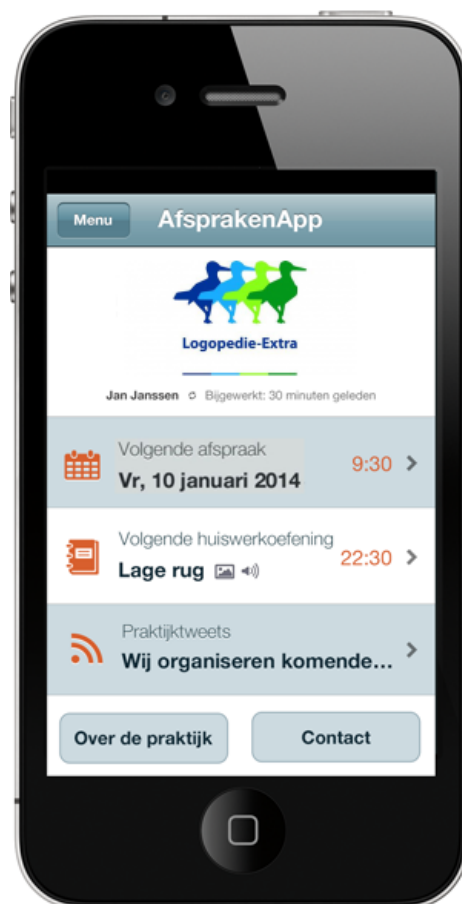 Menu
AfsprakenApp
Logopedie-Extra
Jan Janssen Bijgewerkt: 30 minuten geleden
Volgende afspraak
Vr, 10 januari 2014
9:30
Volgende huiswerkoefening
Lage rug
22:30
Praktijktweets
Wij organiseren komende...
Over de praktijk
Contact